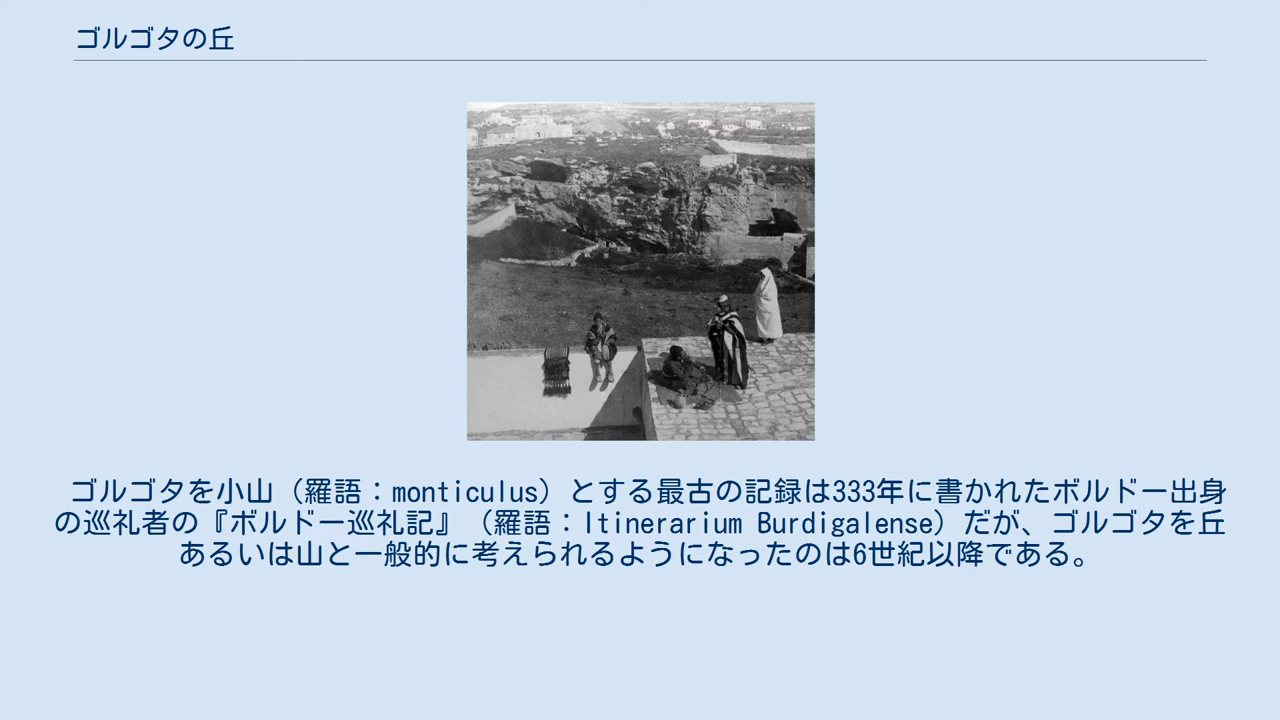 ゴルゴタの丘
ゴルゴタを小山（羅語：monticulus）とする最古の記録は333年に書かれたボルドー出身
の巡礼者の『ボルドー巡礼記』（羅語：Itinerarium Burdigalense）だが、ゴルゴタを丘
あるいは山と一般的に考えられるようになったのは6世紀以降である。